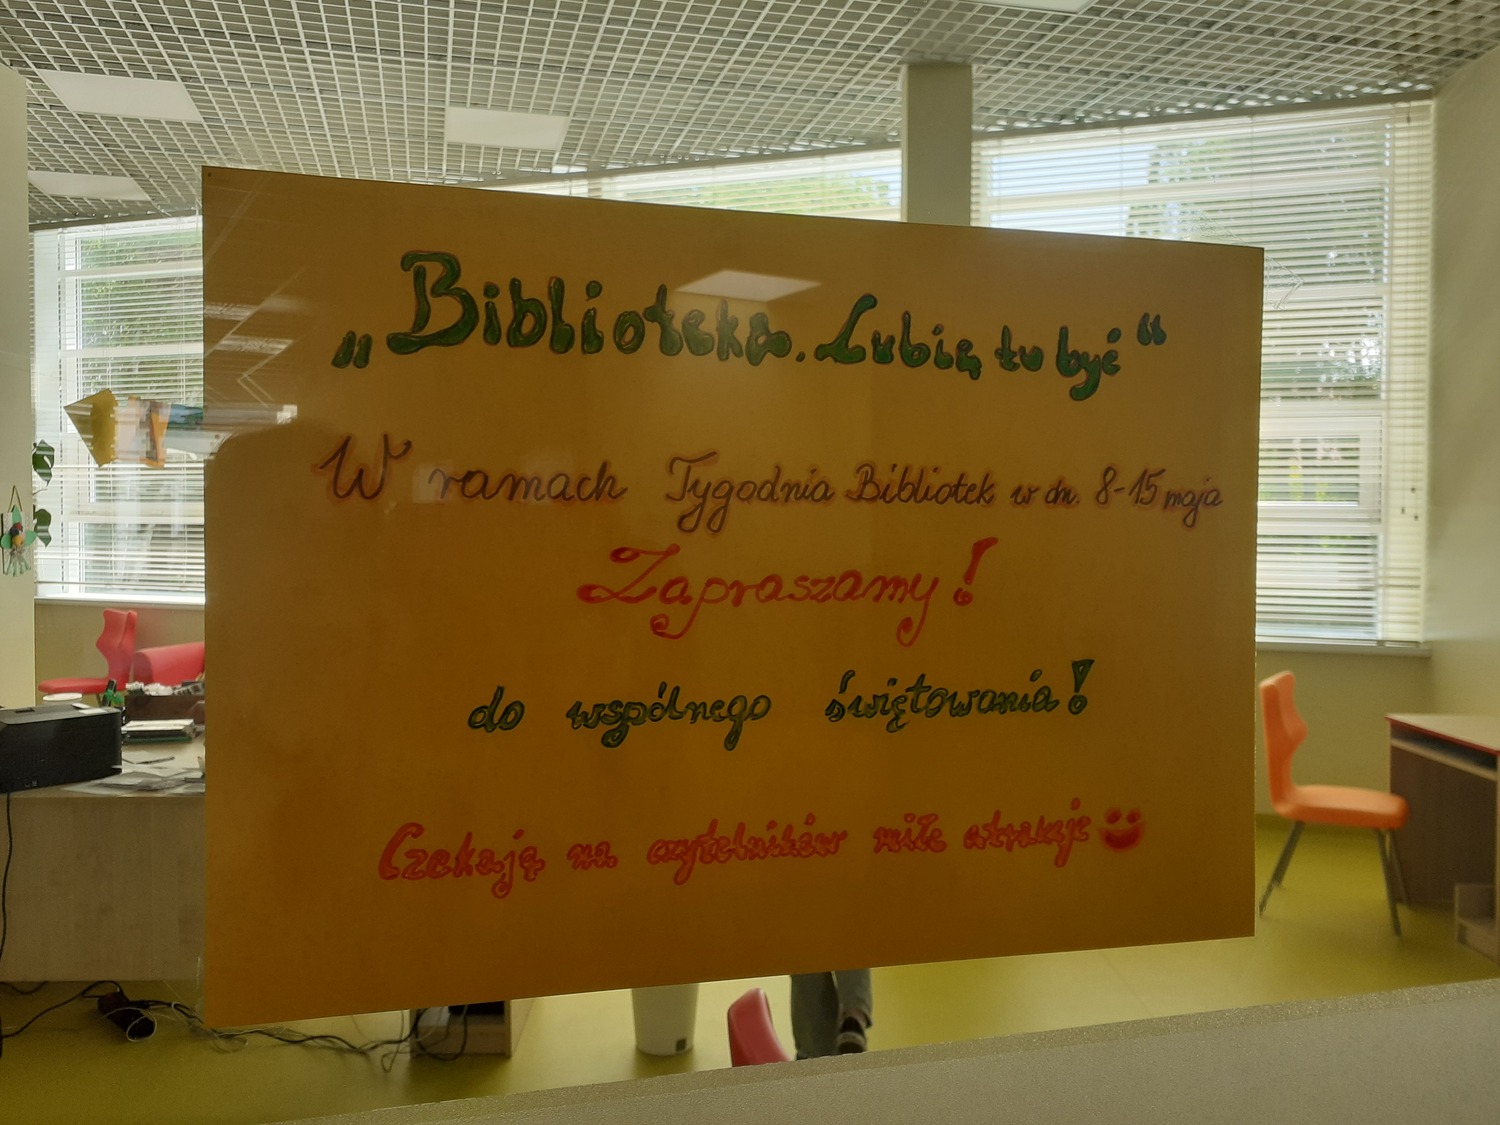 „Biblioteka. Lubię tu być“
W ramach Tygodnia Bibliotek w dn. 8-15 maja
Zapraszamy!
do wspólnego świętowania!
Czekają na czytelników miłe atrakcje